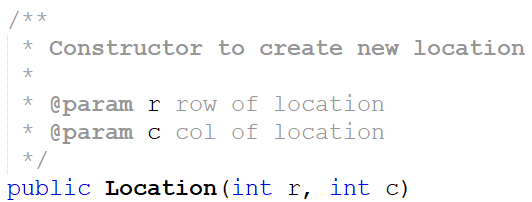 /**
* Constructor to create new location
*
* @param r row of location
* @param c col of location
*/
public Location(int r, int c)